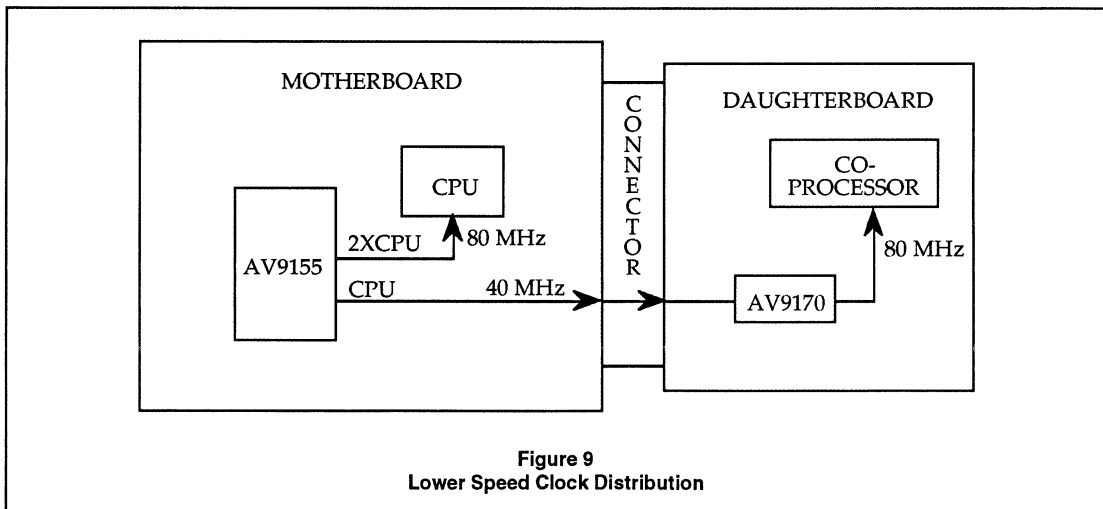 MOTHERBOARD
CONNECTOR
DAUGHTERBOARD
CPU
CO-
PROCESSOR
AV9155
2XCPU
80 MHz
80 MHz
CPU
40 MHz
AV9170
Figure 9
Lower Speed Clock Distribution